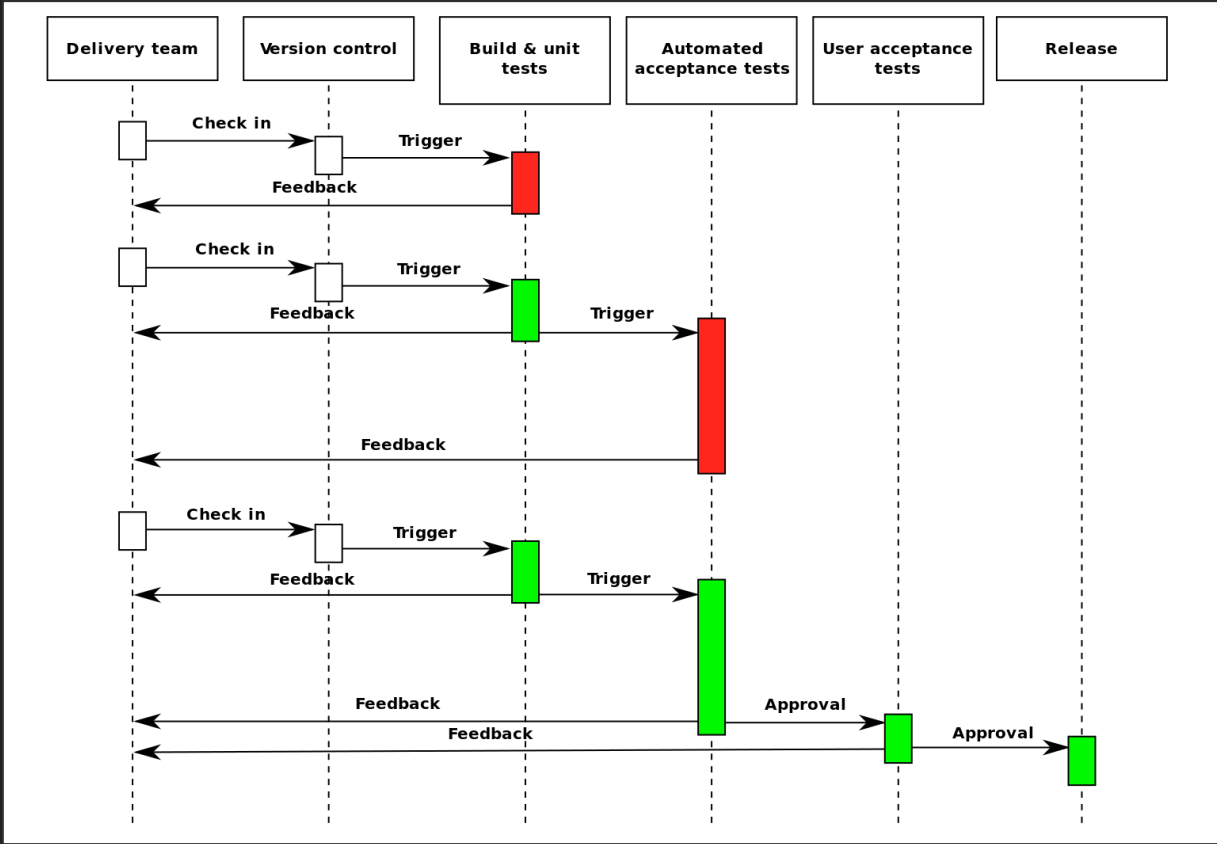 Delivery team
Version control
Build & unit
tests
Automated
acceptance tests
User acceptance
tests
Release
Check in
Trigger
Feedback
Check in
Trigger
Feedback
Trigger
Feedback
Check in
Trigger
Feedback
Trigger
Feedback
Approval
Feedback
Approval